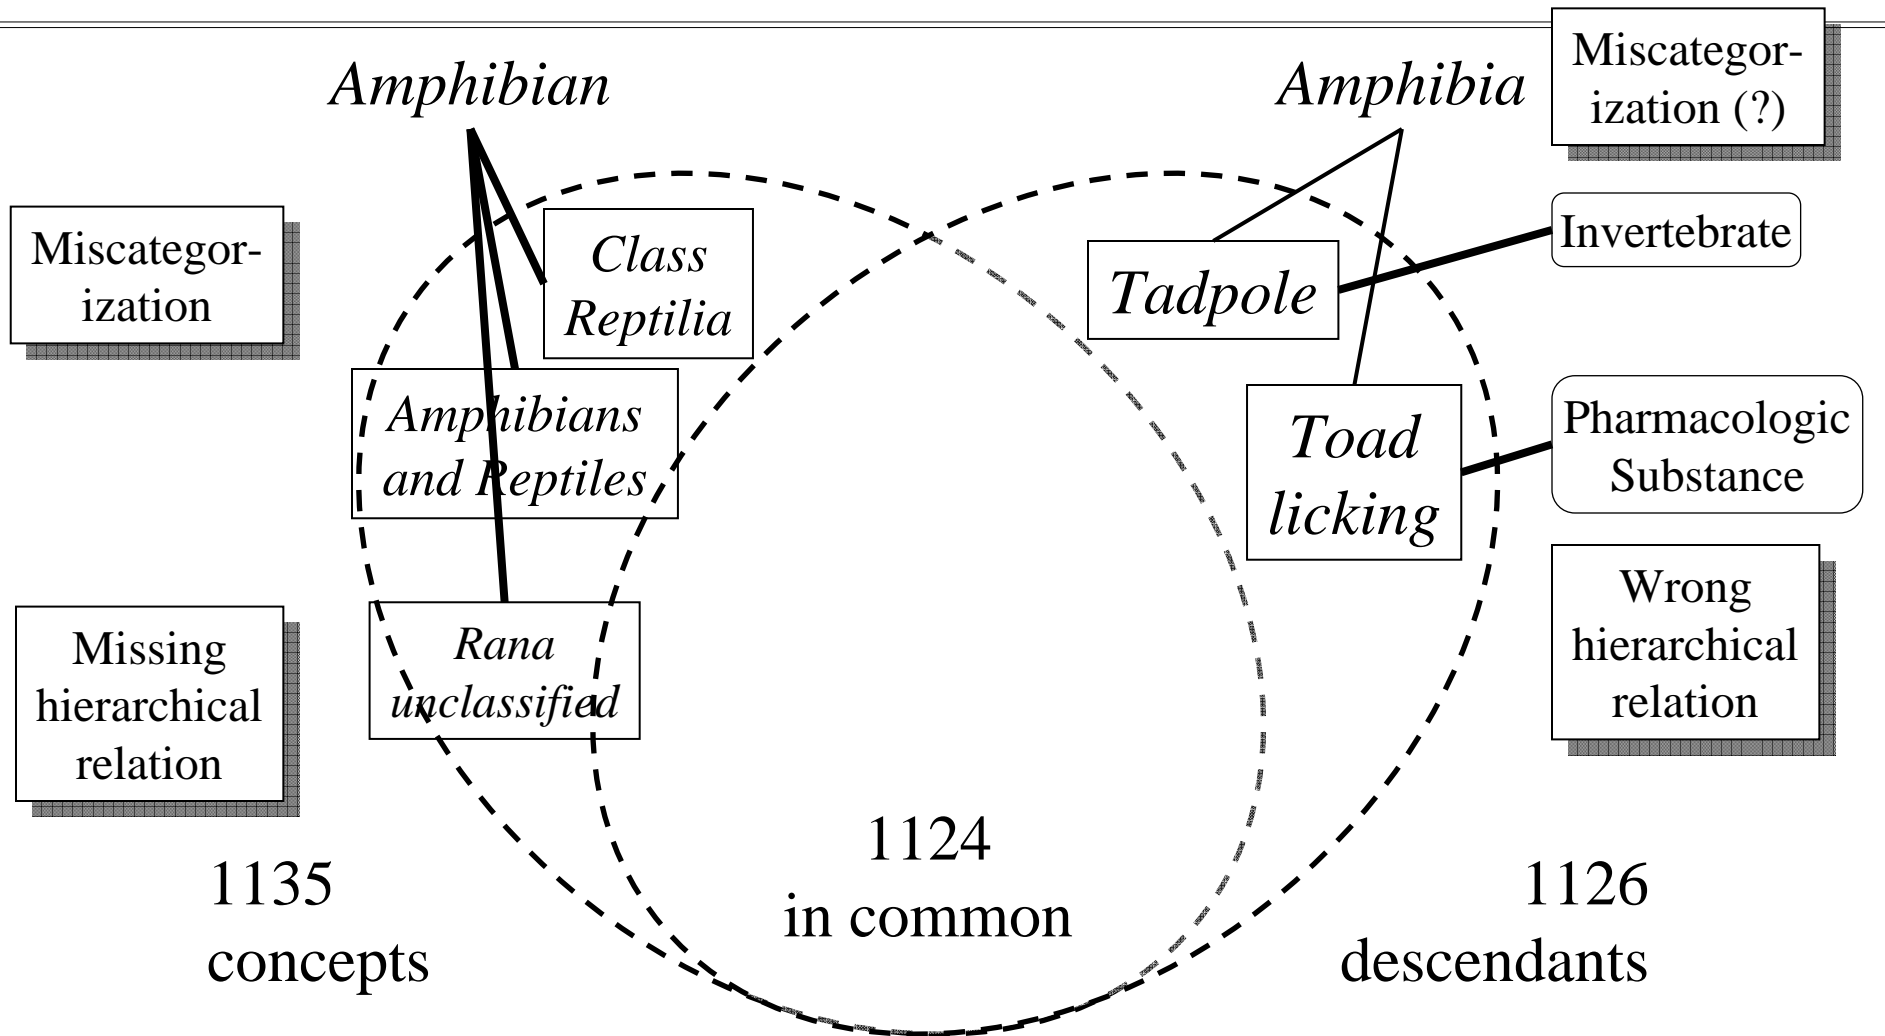 Amphibian
Amphibia
Miscategor-
ization (?)
Miscategor-
ization
Class
Reptilia
Tadpole
Invertebrate
Amphibians
and Reptiles
Toad
licking
Pharmacologic
Substance
Missing
hierarchical
relation
Rana
unclassified
Wrong
hierarchical
relation
1135
concepts
1124
in common
1126
descendants